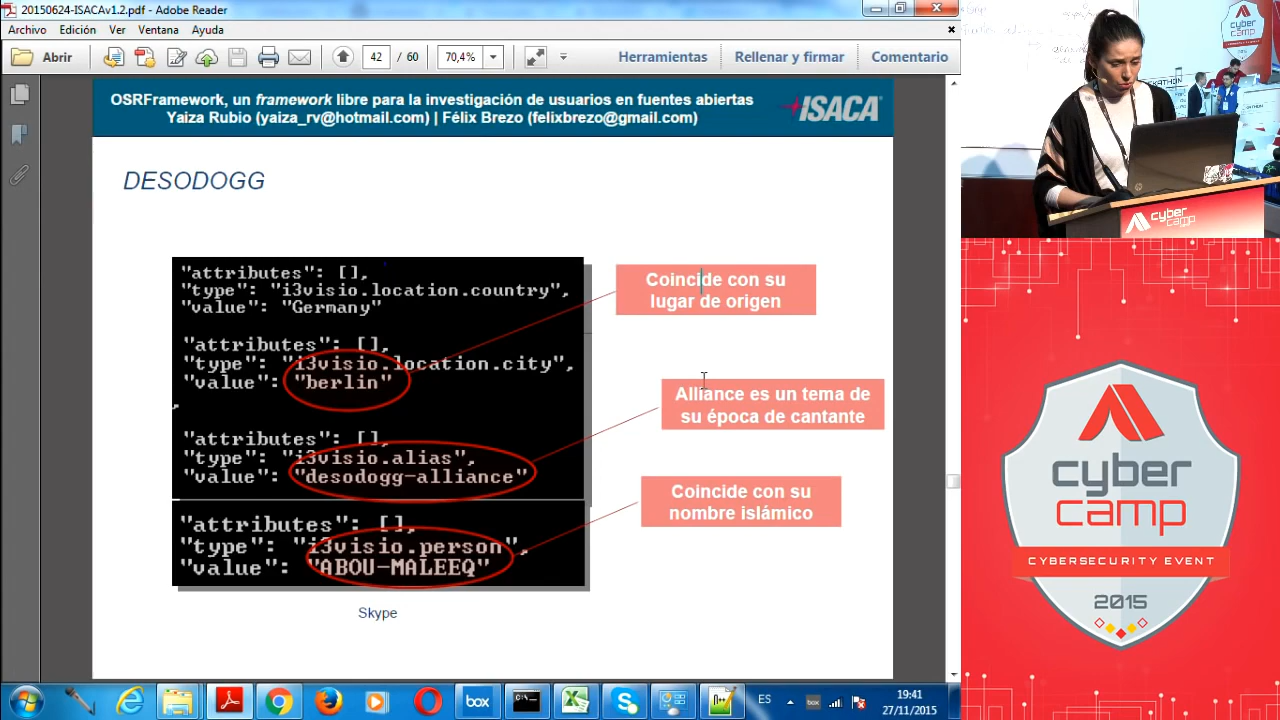 20150624-ISACAv1.2.pdf - Adobe Reader
Archivo Edición Ver Ventana Ayuda
Abrir
42 / 60
70,4%
Herramientas
Rellenar y firmar
Comentario
OSRFramework, un framework libre para la investigación de usuarios en fuentes abiertas
Yaiza Rubio (yaiza_rv@hotmail.com) | Félix Brezo (felixbrezo@gmail.com)
ISACA
DESODOGG
"attributes": [],
"type": "i3visio.location.country",
"value": "Germany"
"attributes": [],
"type": "i3visio.location.city",
"value": "berlin"
,
"attributes": [],
"type": "i3visio.alias",
"value": "desodogg-alliance"
"attributes": [],
"type": "i3visio.person",
"value": "ABOU-MALEEQ"
Coincide con su
lugar de origen
Alliance es un tema de
su época de cantante
Coincide con su
nombre islámico
Skype
box
ES
box
19:41
27/11/2015
cyber
camp
CYBER
CAMP
cyber
camp
CYBERSECURITY EVENT
2015